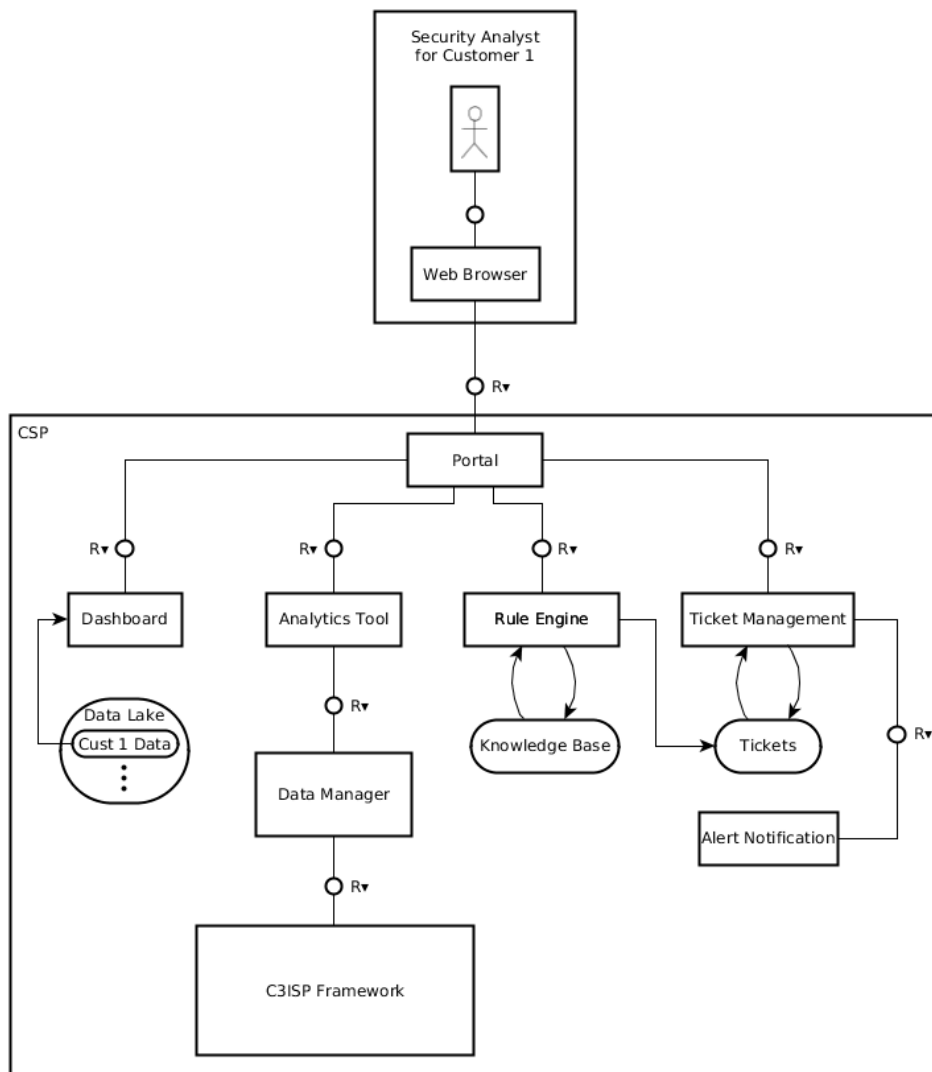 Security Analyst
for Customer 1
Web Browser
R▾
CSP
Portal
R▾
R▾
R▾
R▾
Dashboard
Analytics Tool
Rule Engine
Ticket Management
Data Lake
Cust 1 Data
R▾
R▾
Knowledge Base
Tickets
Data Manager
Alert Notification
R▾
C3ISP Framework